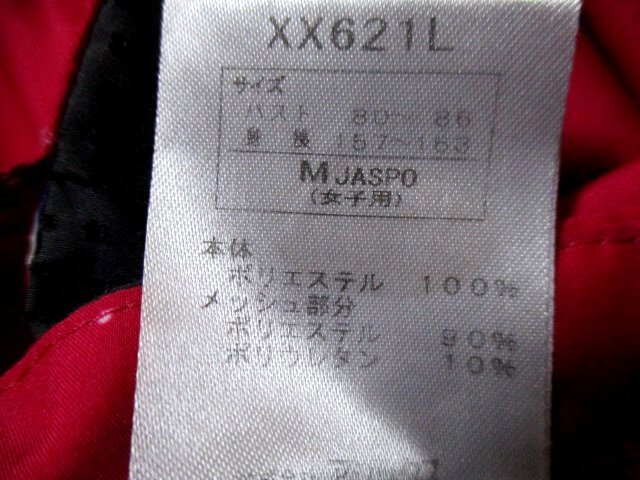 XX621L
サイズ
バスト 80〜86
身長 157〜163
M JASPO
(女子用)
本体
ポリエステル 100%
メッシュ部分
ポリエステル 90%
ポリウレタン 10%